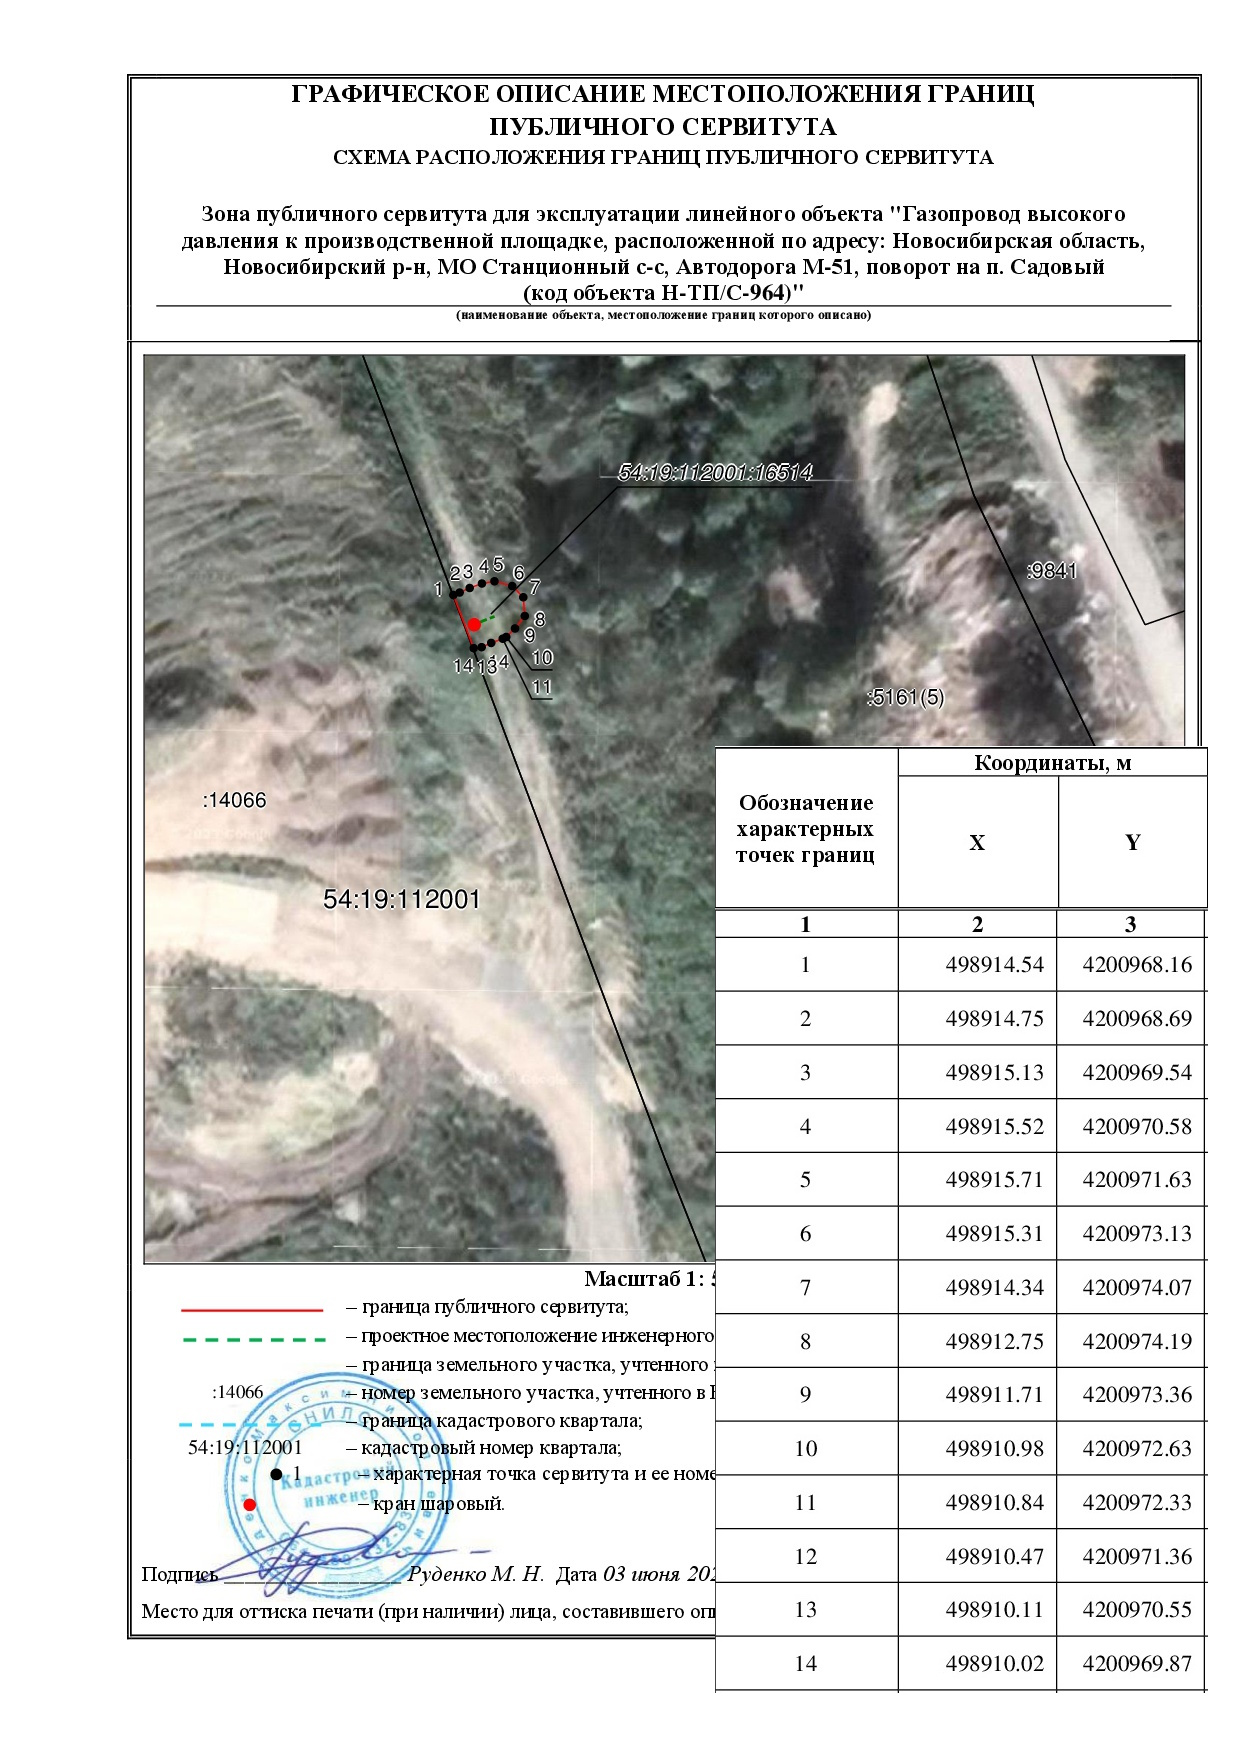 ГРАФИЧЕСКОЕ ОПИСАНИЕ МЕСТОПОЛОЖЕНИЯ ГРАНИЦ
ПУБЛИЧНОГО СЕРВИТУТА
СХЕМА РАСПОЛОЖЕНИЯ ГРАНИЦ ПУБЛИЧНОГО СЕРВИТУТА
Зона публичного сервитута для эксплуатации линейного объекта "Газопровод высокого
давления к производственной площадке, расположенной по адресу: Новосибирская область,
Новосибирский р-н, МО Станционный с-с, Автодорога М-51, поворот на п. Садовый
(код объекта Н-ТП/С-964)"
(наименование объекта, местоположение границ которого описано)
54:19:112001:16514
1 2 3 4 5 6 7
8
9
10
11
14 13 14
:9841
:5161(5)
:14066
54:19:112001
Обозначение характерных точек границ Координаты, м
X Y
1 2 3
1 498914.54 4200968.16
2 498914.75 4200968.69
3 498915.13 4200969.54
4 498915.52 4200970.58
5 498915.71 4200971.63
6 498915.31 4200973.13
7 498914.34 4200974.07
8 498912.75 4200974.19
9 498911.71 4200973.36
10 498910.98 4200972.63
11 498910.84 4200972.33
12 498910.47 4200971.36
13 498910.11 4200970.55
14 498910.02 4200969.87
Масштаб 1:
– граница публичного сервитута;
– проектное местоположение инженерного
– граница земельного участка, учтенного
:14066 – номер земельного участка, учтенного в
– граница кадастрового квартала;
54:19:112001 – кадастровый номер квартала;
1 – характерная точка сервитута и ее
– кран шаровый.
СНИЛС
Кадастровый
инженер
Подпись Руденко М. Н. Дата 03 июня
Место для оттиска печати (при наличии) лица, составившего